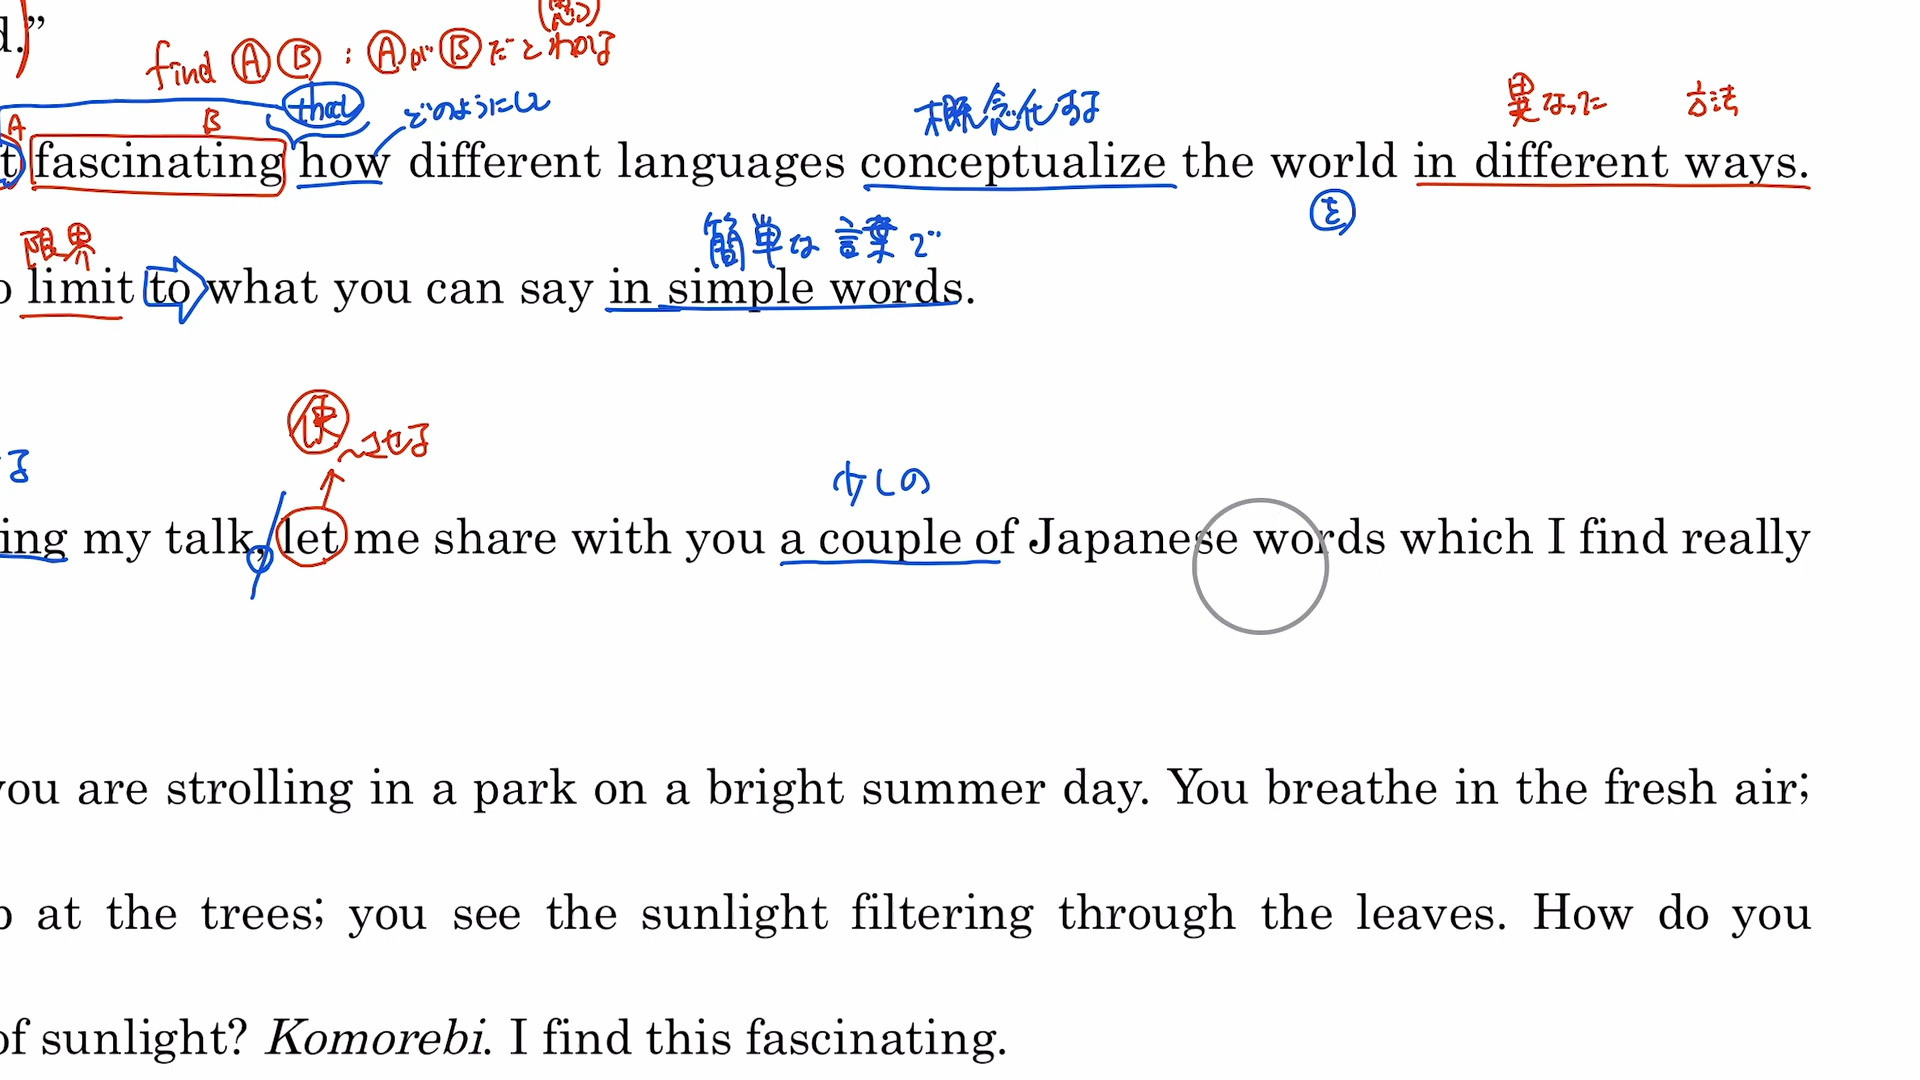 d.”
find Ⓐ Ⓑ : Ⓐが Ⓑ だと わかる
(思う)
that
どのようにして
概念化する
異なった 方法
A B
t fascinating how different languages conceptualize the world in different ways.
を
限界
簡単な 言葉で
o limit to what you can say in simple words.
使
〜させる
る
少しの
ing my talk, let me share with you a couple of Japanese words which I find really
you are strolling in a park on a bright summer day. You breathe in the fresh air;
p at the trees; you see the sunlight filtering through the leaves. How do you
of sunlight? Komorebi. I find this fascinating.